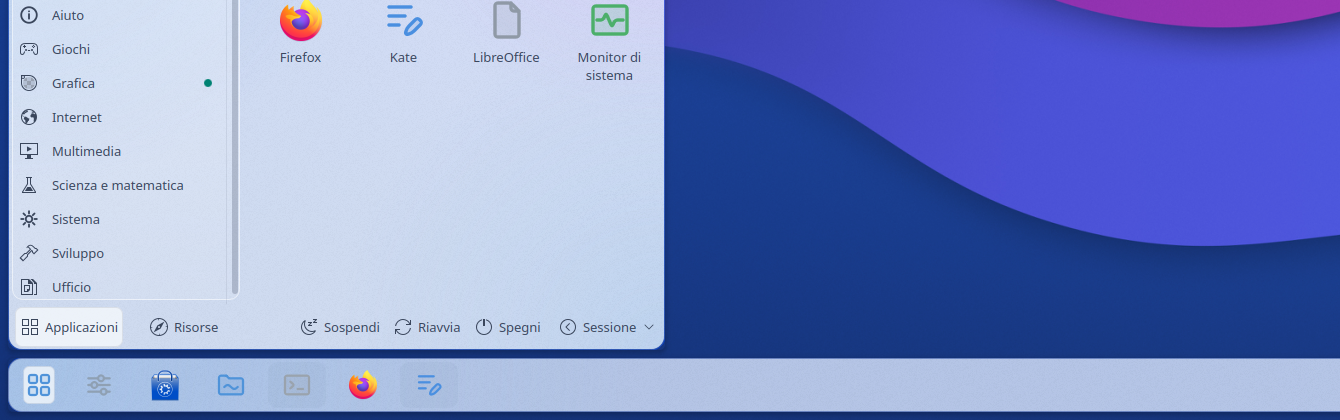 Aiuto
Giochi
Grafica
Internet
Multimedia
Scienza e matematica
Sistema
Sviluppo
Ufficio
Firefox
Kate
LibreOffice
Monitor di
sistema
Applicazioni
Risorse
Sospendi
Riavvia
Spegni
Sessione